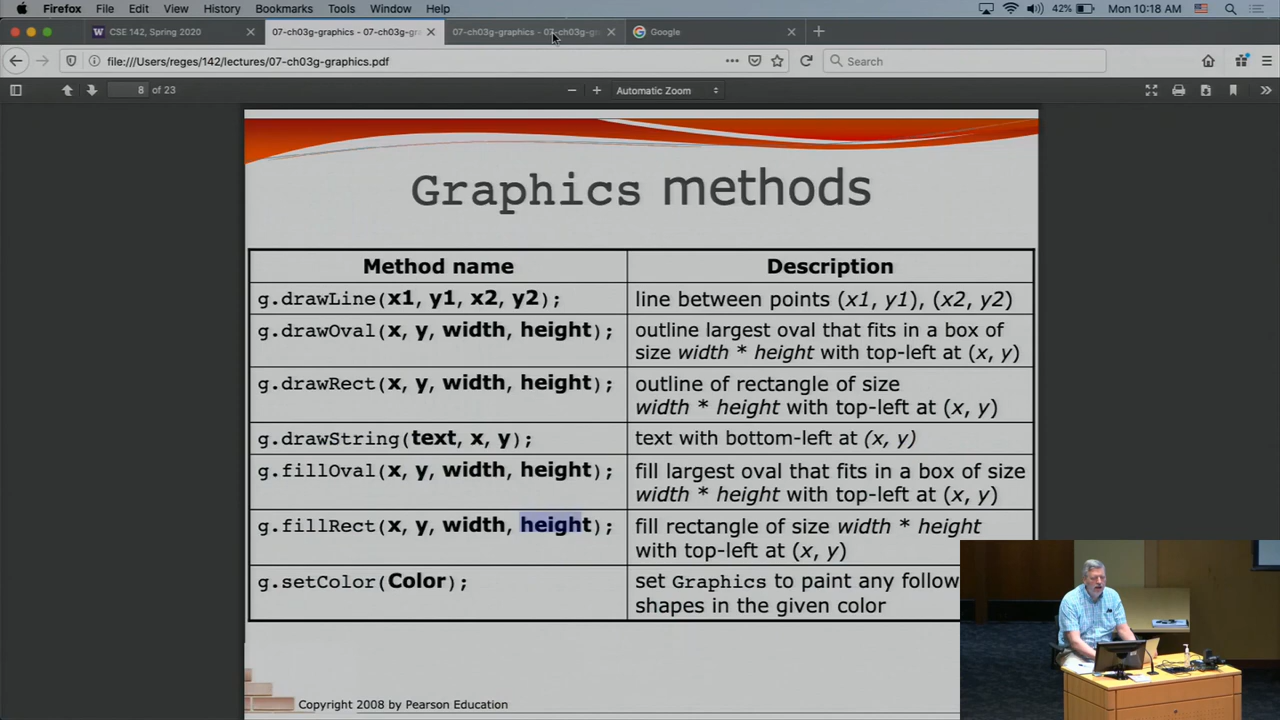 Firefox File Edit View History Bookmarks Tools Window Help 42% Mon 10:18 AM
CSE 142, Spring 2020 07-ch03g-graphics - 07-ch03g-gra 07-ch03g-graphics - 07-ch03g-gra Google
file:///Users/reges/142/lectures/07-ch03g-graphics.pdf Search
8 of 23 Automatic Zoom
Graphics methods
Method name Description
g.drawLine(x1, y1, x2, y2); line between points (x1, y1), (x2, y2)
g.drawOval(x, y, width, height); outline largest oval that fits in a box of
size width * height with top-left at (x, y)
g.drawRect(x, y, width, height); outline of rectangle of size
width * height with top-left at (x, y)
g.drawString(text, x, y); text with bottom-left at (x, y)
g.fillOval(x, y, width, height); fill largest oval that fits in a box of size
width * height with top-left at (x, y)
g.fillRect(x, y, width, height); fill rectangle of size width * height
with top-left at (x, y)
g.setColor(Color); set Graphics to paint any follow
shapes in the given color
Copyright 2008 by Pearson Education